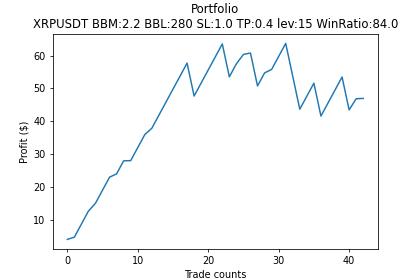 Portfolio
XRPUSDT BBM:2.2 BBL:280 SL:1.0 TP:0.4 lev:15 WinRatio:84.0
60
50
40
30
20
10
Profit ($)
0 10 20 30 40
Trade counts